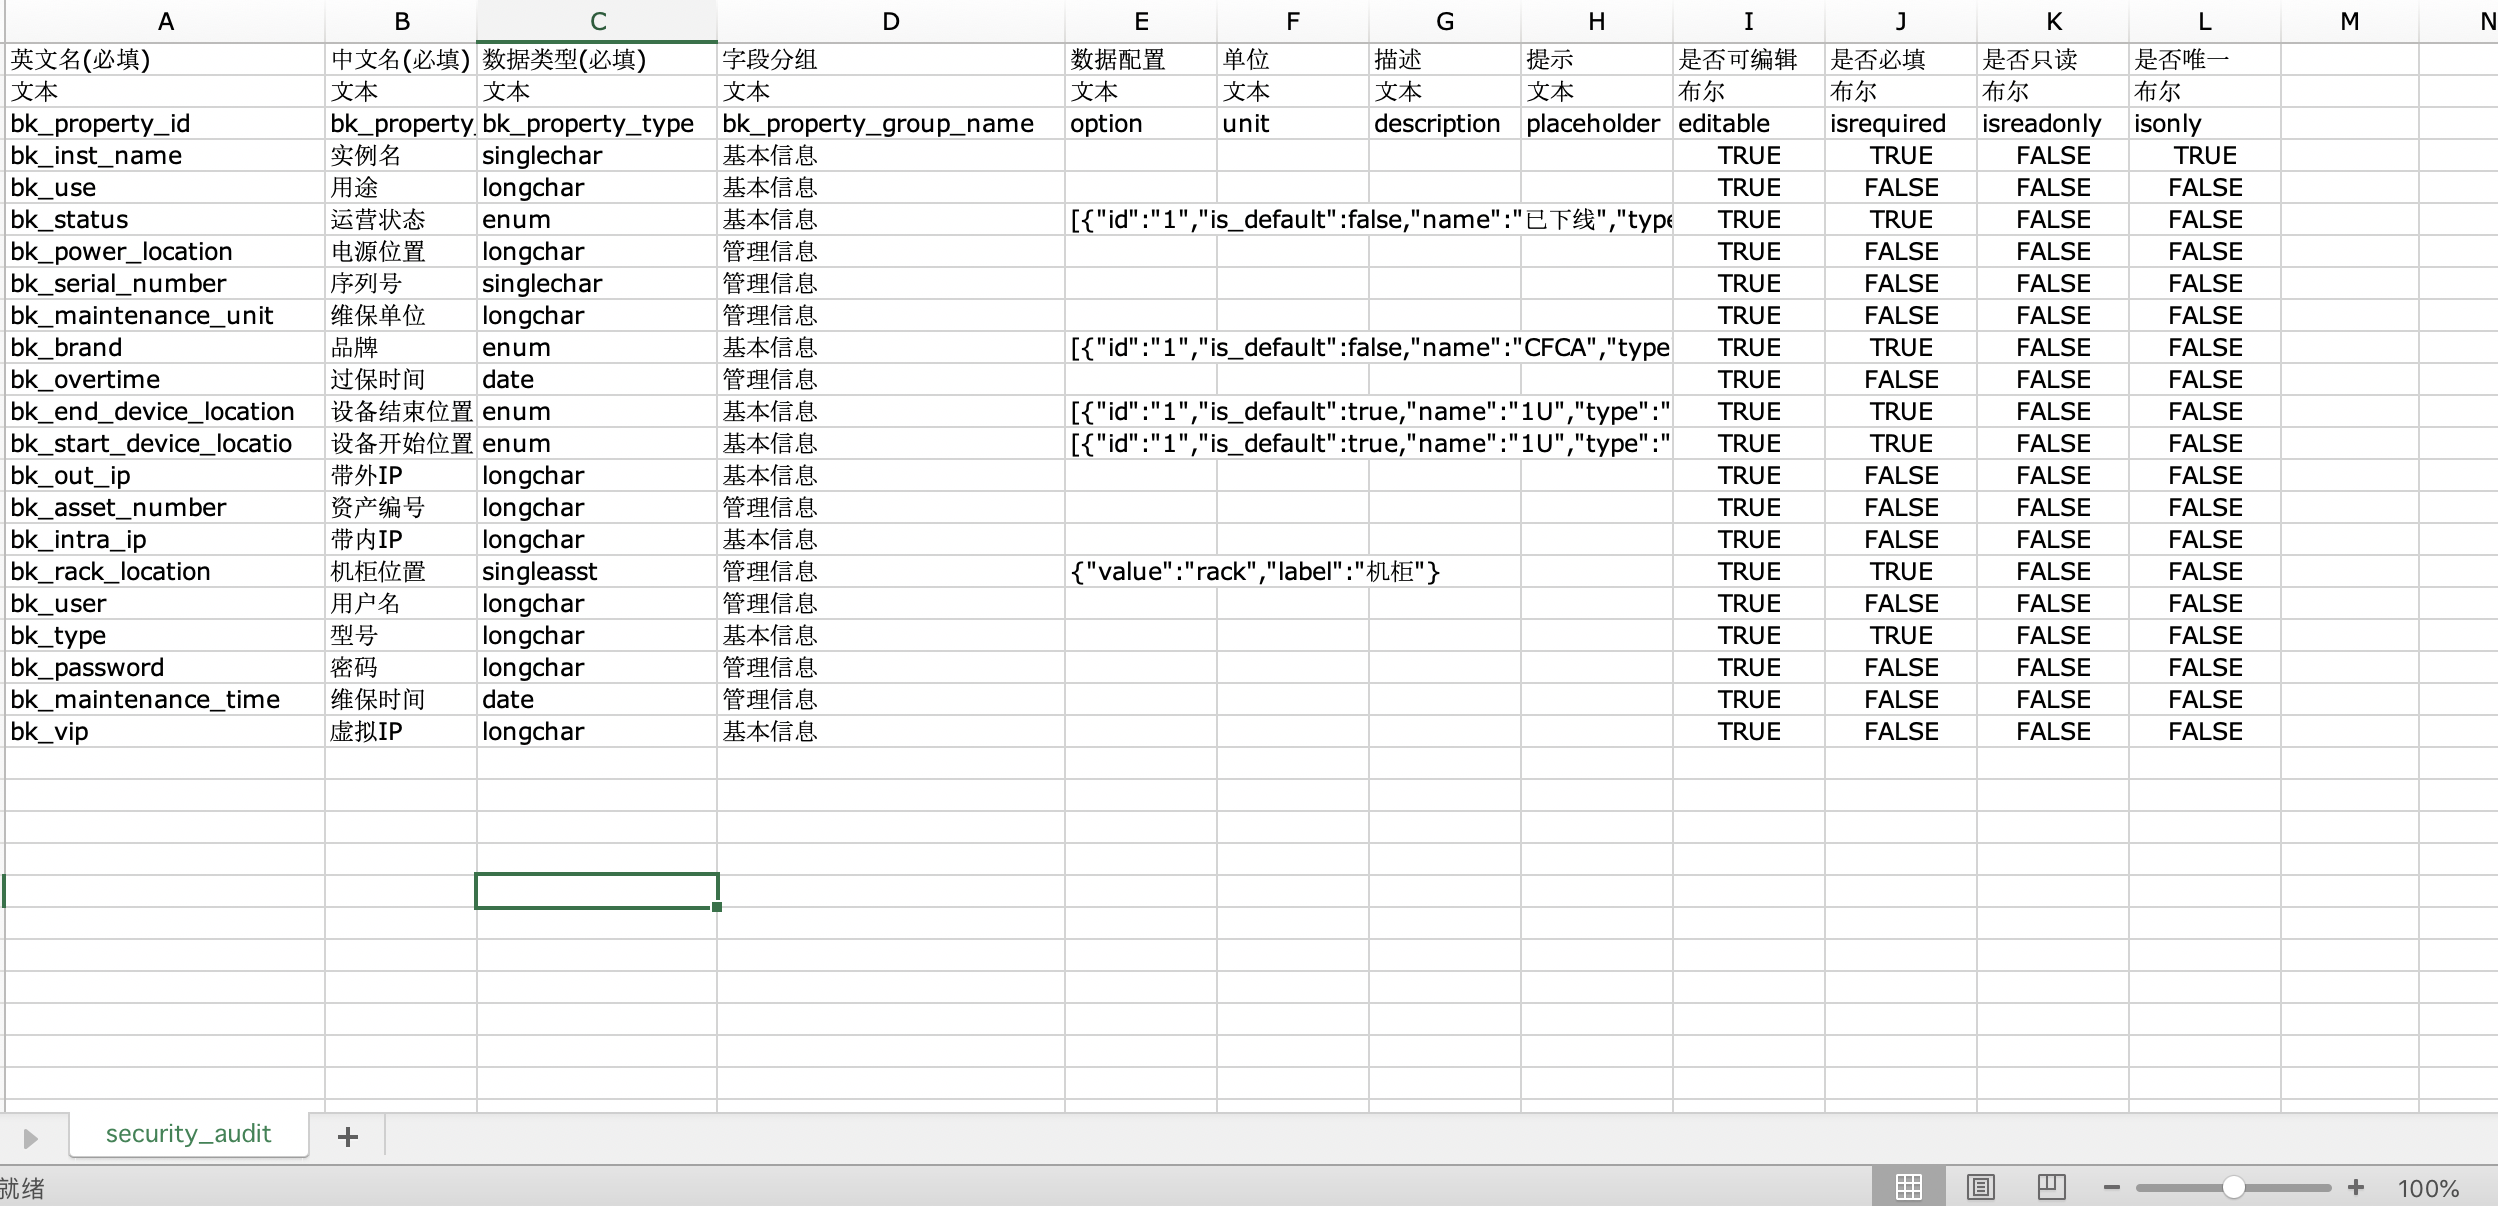 A B C D E F G H I J K L M N
英文名(必填) 中文名(必填) 数据类型(必填) 字段分组 数据配置 单位 描述 提示 是否可编辑 是否必填 是否只读 是否唯一
文本 文本 文本 文本 文本 文本 文本 文本 布尔 布尔 布尔 布尔
bk_property_id bk_property_ bk_property_type bk_property_group_name option unit description placeholder editable isrequired isreadonly isonly
bk_inst_name 实例名 singlechar 基本信息 TRUE TRUE FALSE TRUE
bk_use 用途 longchar 基本信息 TRUE FALSE FALSE FALSE
bk_status 运营状态 enum 基本信息 [{"id":"1","is_default":false,"name":"已下线","type TRUE TRUE FALSE FALSE
bk_power_location 电源位置 longchar 管理信息 TRUE FALSE FALSE FALSE
bk_serial_number 序列号 singlechar 管理信息 TRUE FALSE FALSE FALSE
bk_maintenance_unit 维保单位 longchar 管理信息 TRUE FALSE FALSE FALSE
bk_brand 品牌 enum 基本信息 [{"id":"1","is_default":false,"name":"CFCA","type TRUE TRUE FALSE FALSE
bk_overtime 过保时间 date 管理信息 TRUE FALSE FALSE FALSE
bk_end_device_location 设备结束位置 enum 基本信息 [{"id":"1","is_default":true,"name":"1U","type":" TRUE TRUE FALSE FALSE
bk_start_device_locatio 设备开始位置 enum 基本信息 [{"id":"1","is_default":true,"name":"1U","type":" TRUE TRUE FALSE FALSE
bk_out_ip 带外IP longchar 基本信息 TRUE FALSE FALSE FALSE
bk_asset_number 资产编号 longchar 管理信息 TRUE FALSE FALSE FALSE
bk_intra_ip 带内IP longchar 基本信息 TRUE FALSE FALSE FALSE
bk_rack_location 机柜位置 singleasst 管理信息 {"value":"rack","label":"机柜"} TRUE TRUE FALSE FALSE
bk_user 用户名 longchar 管理信息 TRUE FALSE FALSE FALSE
bk_type 型号 longchar 基本信息 TRUE TRUE FALSE FALSE
bk_password 密码 longchar 管理信息 TRUE FALSE FALSE FALSE
bk_maintenance_time 维保时间 date 管理信息 TRUE FALSE FALSE FALSE
bk_vip 虚拟IP longchar 基本信息 TRUE FALSE FALSE FALSE
security_audit
就绪 100%